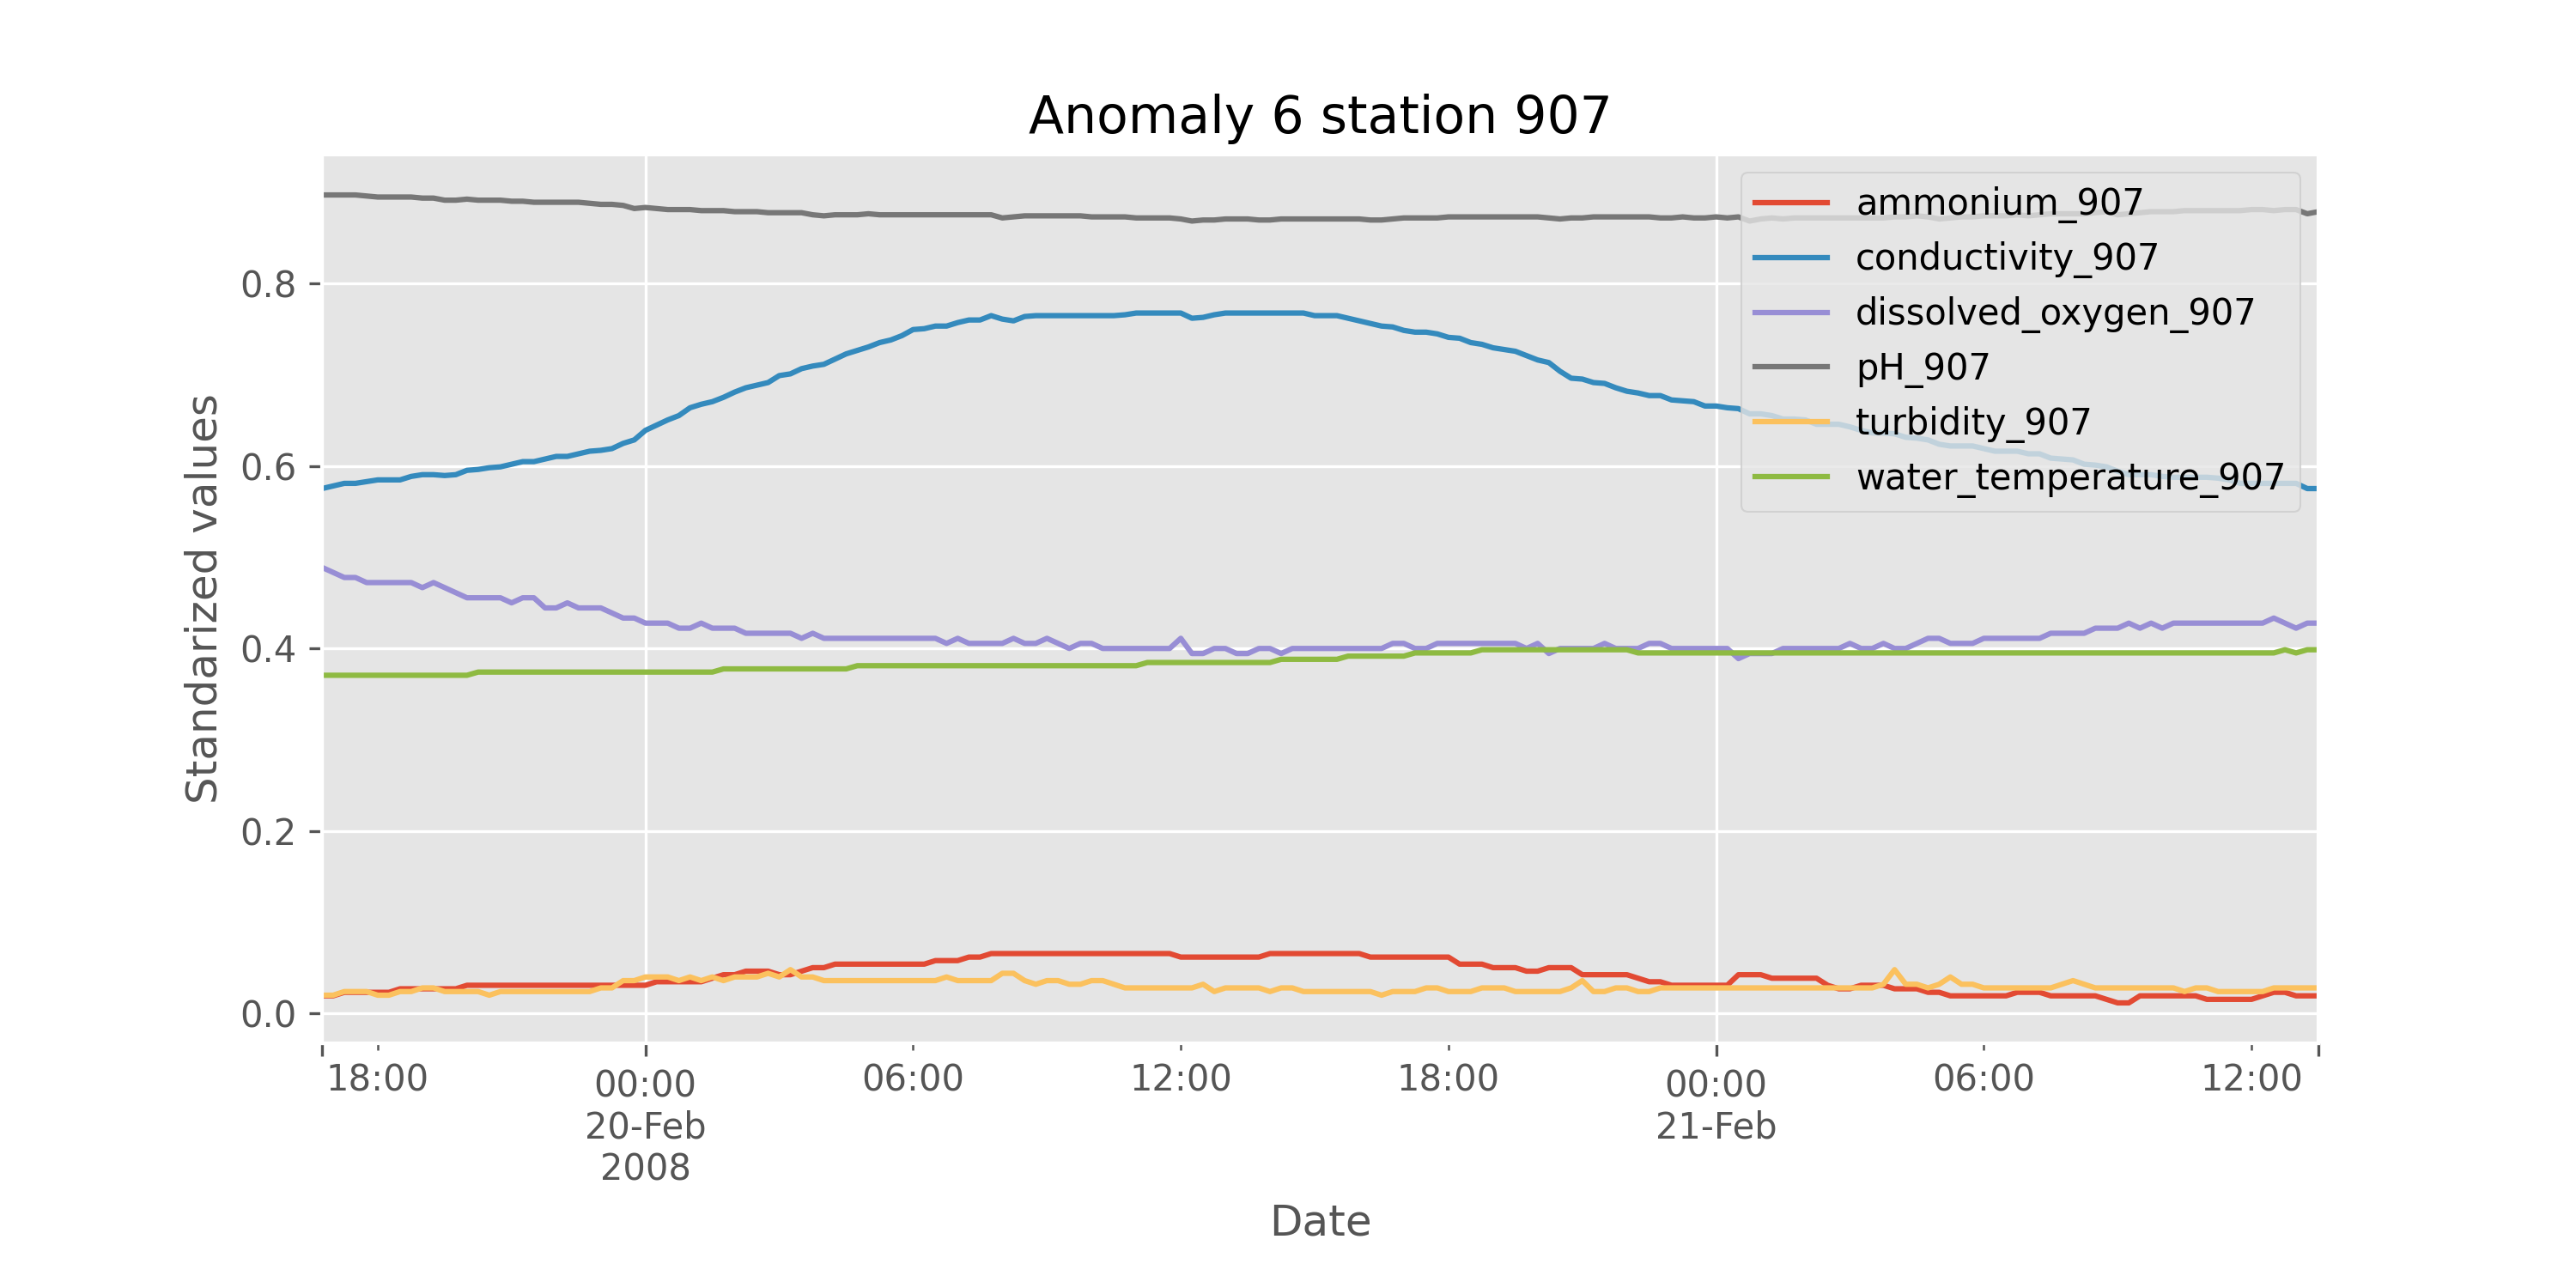 Anomaly 6 station 907
ammonium_907
conductivity_907
dissolved_oxygen_907
pH_907
turbidity_907
water_temperature_907
Standarized values
0.8
0.6
0.4
0.2
0.0
18:00 00:00 06:00 12:00 18:00 00:00 06:00 12:00
20-Feb 21-Feb
2008
Date